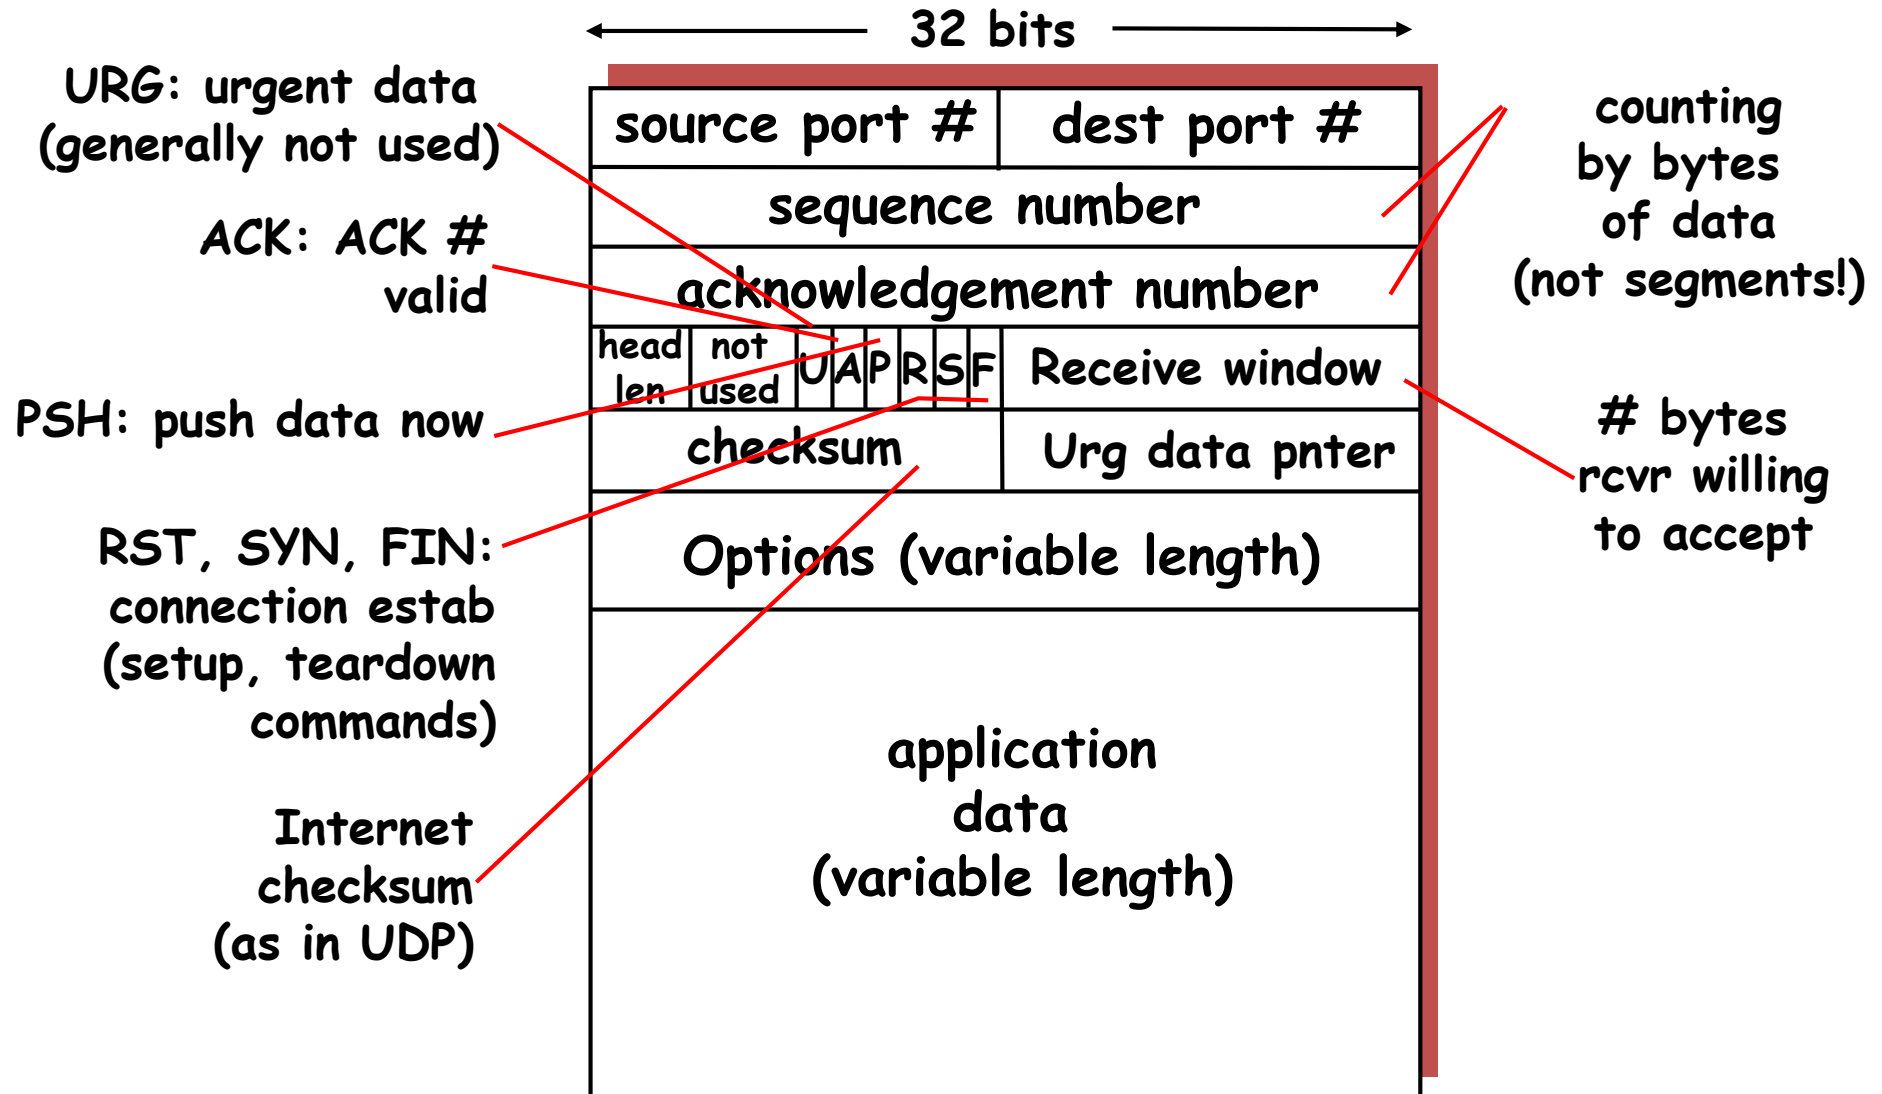 32 bits
URG: urgent data
(generally not used)
ACK: ACK #
valid
PSH: push data now
RST, SYN, FIN:
connection estab
(setup, teardown
commands)
Internet
checksum
(as in UDP)
source port #
dest port #
sequence number
acknowledgement number
head
len
not
used
U
A
P
R
S
F
Receive window
checksum
Urg data pnter
Options (variable length)
application
data
(variable length)
counting
by bytes
of data
(not segments!)
# bytes
rcvr willing
to accept